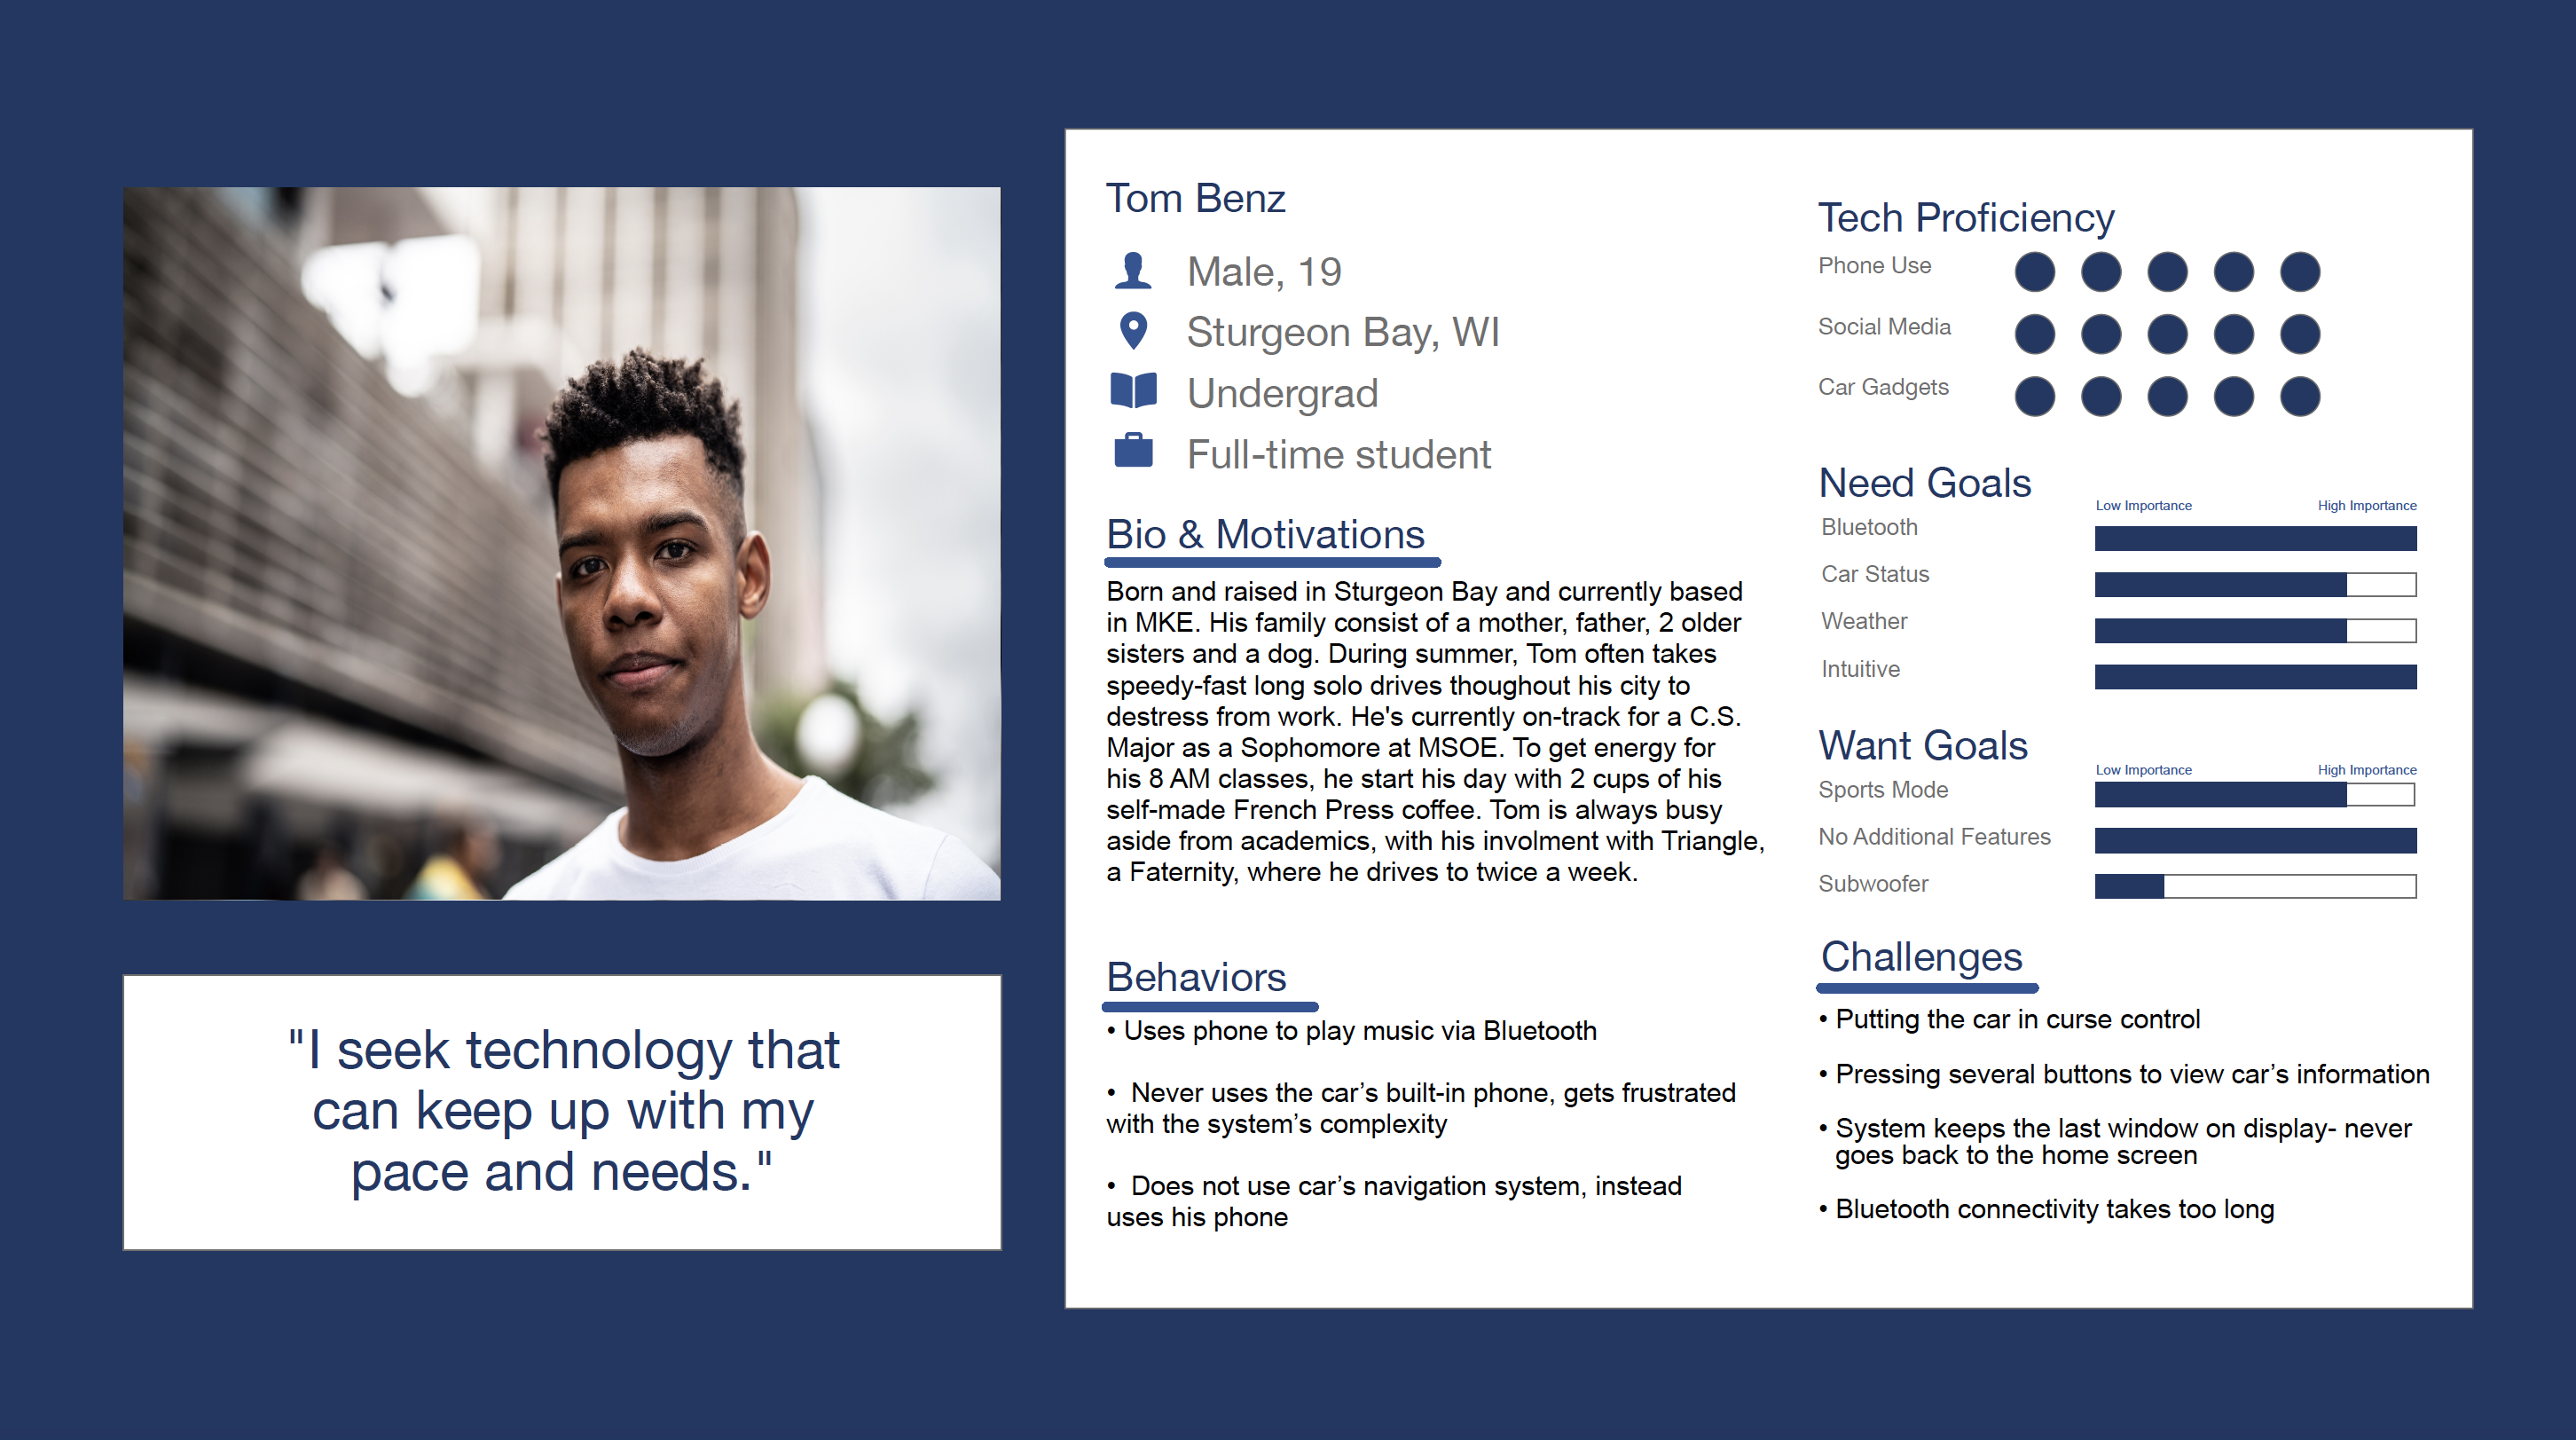 "I seek technology that
can keep up with my
pace and needs."
Tom Benz
Male, 19
Sturgeon Bay, WI
Undergrad
Full-time student
Bio & Motivations
Born and raised in Sturgeon Bay and currently based
in MKE. His family consist of a mother, father, 2 older
sisters and a dog. During summer, Tom often takes
speedy-fast long solo drives thoughout his city to
destress from work. He's currently on-track for a C.S.
Major as a Sophomore at MSOE. To get energy for
his 8 AM classes, he start his day with 2 cups of his
self-made French Press coffee. Tom is always busy
aside from academics, with his involment with Triangle,
a Faternity, where he drives to twice a week.
Behaviors
• Uses phone to play music via Bluetooth
• Never uses the car’s built-in phone, gets frustrated
with the system’s complexity
• Does not use car’s navigation system, instead
uses his phone
Tech Proficiency
Phone Use
Social Media
Car Gadgets
Need Goals
Low Importance High Importance
Bluetooth
Car Status
Weather
Intuitive
Want Goals
Low Importance High Importance
Sports Mode
No Additional Features
Subwoofer
Challenges
• Putting the car in curse control
• Pressing several buttons to view car’s information
• System keeps the last window on display- never
goes back to the home screen
• Bluetooth connectivity takes too long